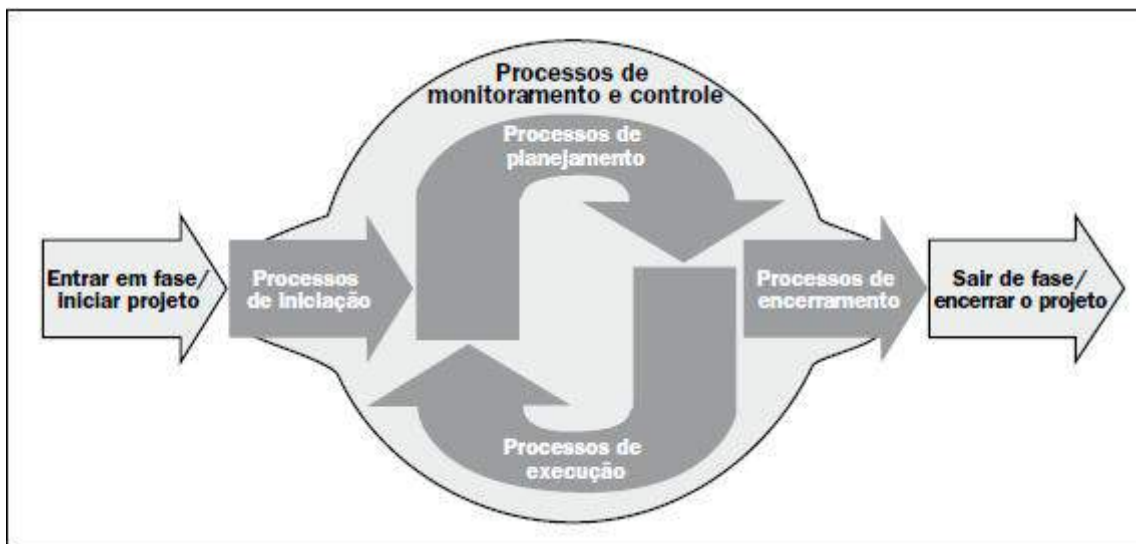 Processos de
monitoramento e controle
Processos de
planejamento
Entrar em fase/
iniciar projeto
Processos
de iniciação
Processos de
encerramento
Sair de fase/
encerrar o projeto
Processos de
execução